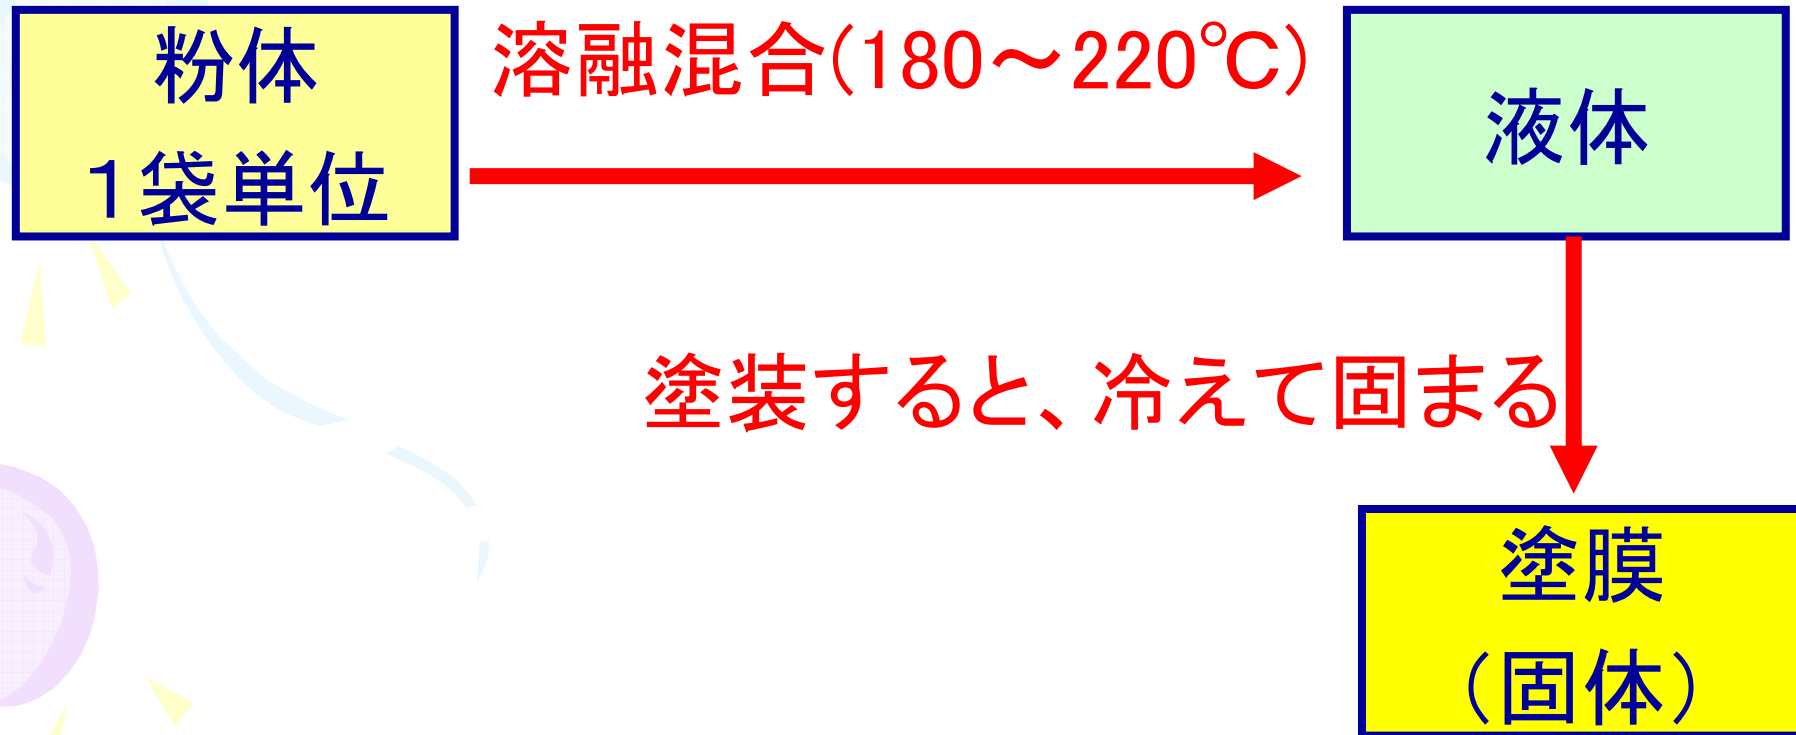 粉体
1袋単位
溶融混合(180～220℃)
液体
塗装すると、冷えて固まる
塗膜
(固体)